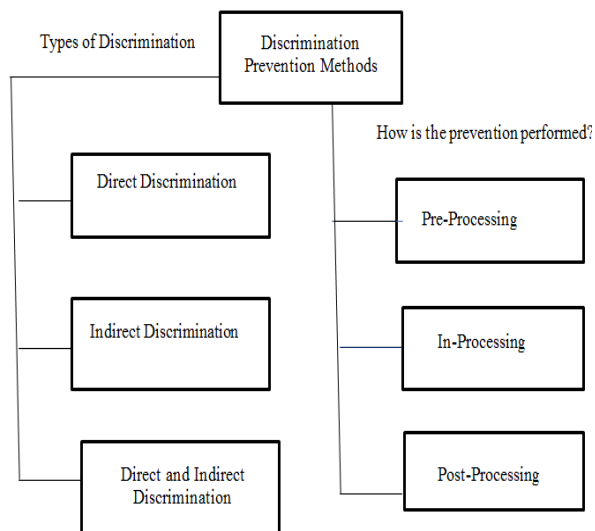 Types of Discrimination
Discrimination
Prevention Methods
How is the prevention performed?
Direct Discrimination
Indirect Discrimination
Direct and Indirect
Discrimination
Pre-Processing
In-Processing
Post-Processing